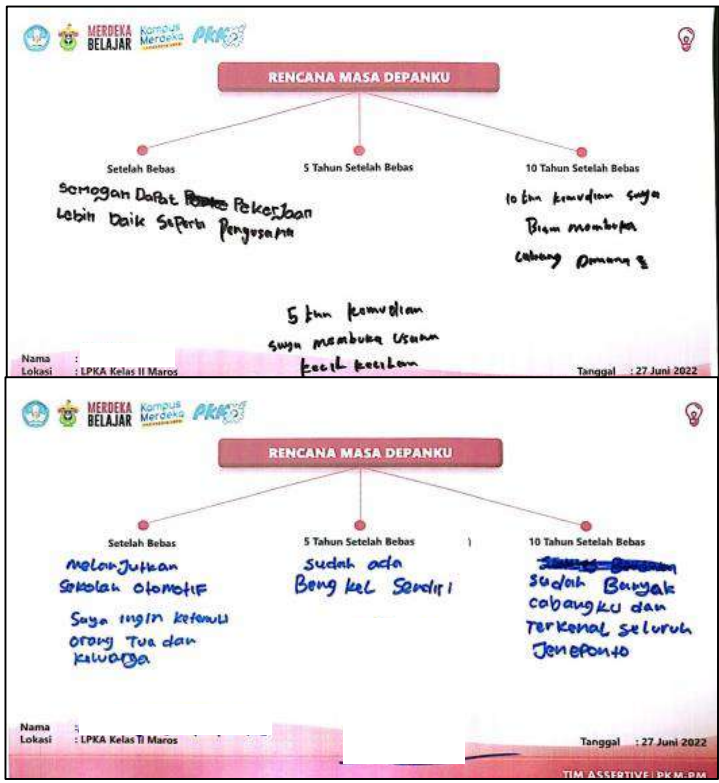 MERDEKA BELAJAR
Kampus Merdeka
PKM
RENCANA MASA DEPANKU
Setelah Bebas
5 Tahun Setelah Bebas
10 Tahun Setelah Bebas
Semogan Dapat Pekerjaan
Lebih baik seperti Pengusaha
10 thn kemudian saya
Bisa membuka
cabang
5 thn kemudian
saya membuka usaha
kecil kecilan
Nama :
Lokasi : LPKA Kelas II Maros
Tanggal : 27 Juni 2022
MERDEKA BELAJAR
Kampus Merdeka
PKM
RENCANA MASA DEPANKU
Setelah Bebas
5 Tahun Setelah Bebas
10 Tahun Setelah Bebas
melanjutkan
Sekolah otomotif
Saya ingin ketemu
orang Tua dan
keluarga
sudah ada
Bengkel Sendiri
sudah Banyak
cabangku dan
Terkenal seluruh
Jeneponto
Nama :
Lokasi : LPKA Kelas II Maros
Tanggal : 27 Juni 2022
TIM ASSERTIVE | PKM-PM